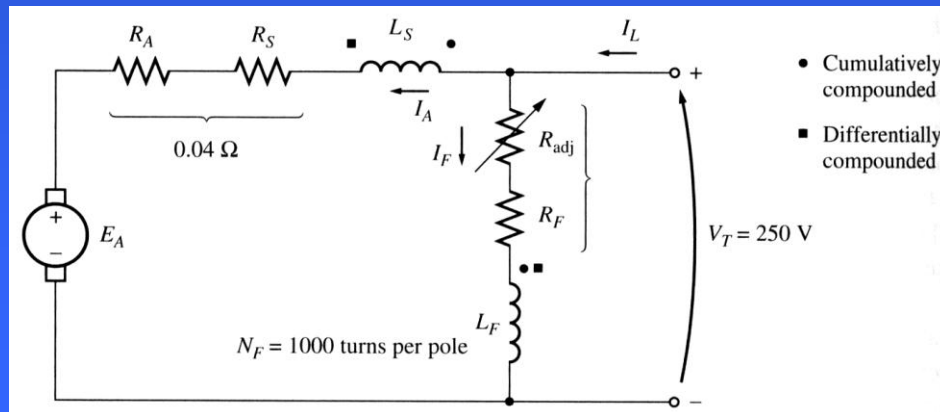 R_A R_S L_S I_L
■ ● + ● Cumulatively
compounded
I_A
0.04 Ω I_F R_adj ■ Differentially
compounded
+
− E_A R_F V_T = 250 V
● ■
L_F
N_F = 1000 turns per pole
−